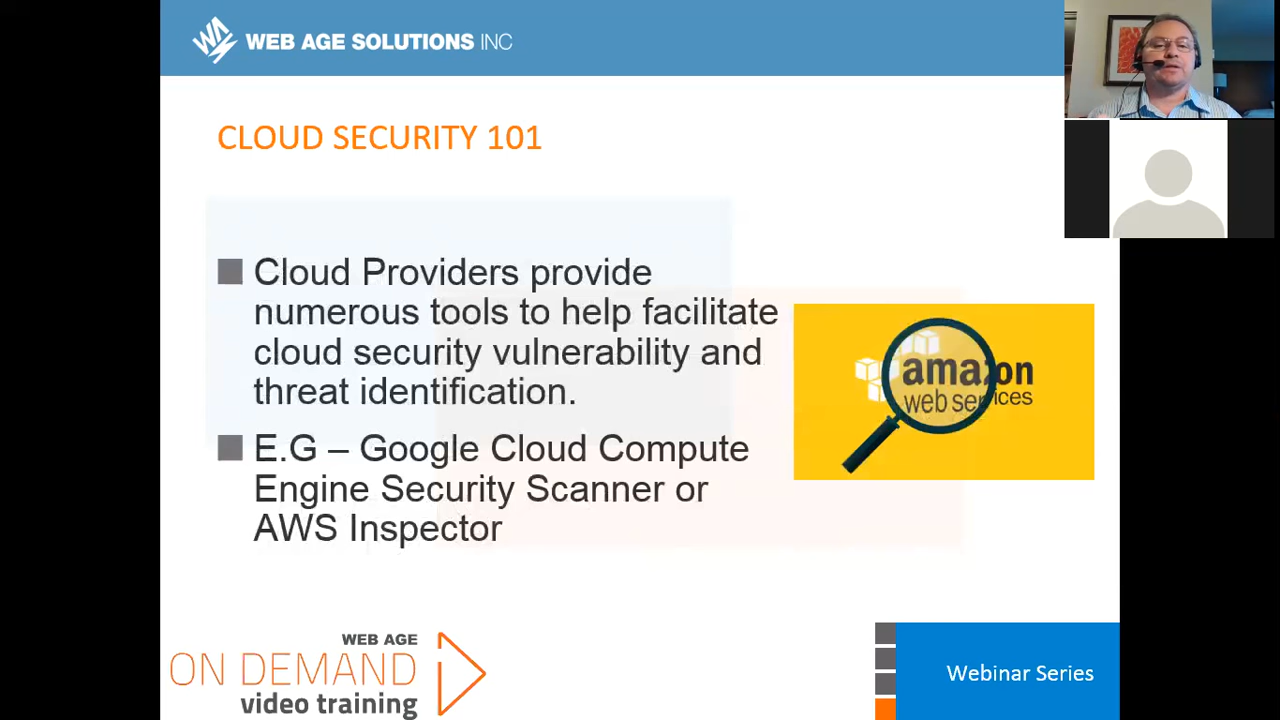 WEB AGE SOLUTIONS INC
CLOUD SECURITY 101
Cloud Providers provide
numerous tools to help facilitate
cloud security vulnerability and
threat identification.
E.G – Google Cloud Compute
Engine Security Scanner or
AWS Inspector
amazon
web services
WEB AGE
ON DEMAND
video training
Webinar Series